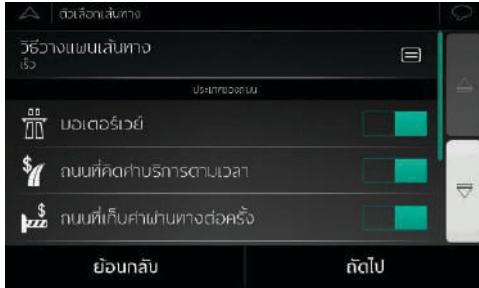 ตัวเลือกเส้นทาง
วิธีวางแผนเส้นทาง
เร็ว
ประเภทของถนน
มอเตอร์เวย์
ถนนที่คิดค่าบริการตามเวลา
ถนนที่เก็บค่าผ่านทางต่อครั้ง
ย้อนกลับ
ถัดไป